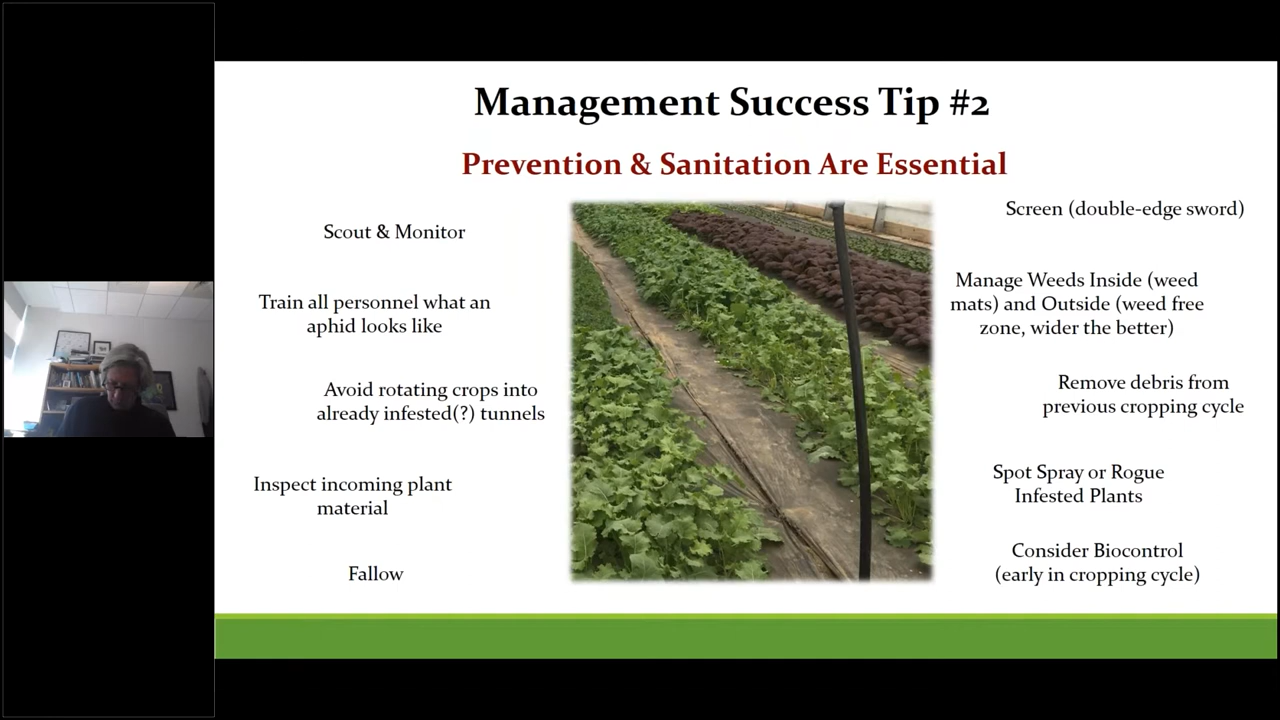 Management Success Tip #2
Prevention & Sanitation Are Essential
Scout & Monitor
Train all personnel what an
aphid looks like
Avoid rotating crops into
already infested(?) tunnels
Inspect incoming plant
material
Fallow
Screen (double-edge sword)
Manage Weeds Inside (weed
mats) and Outside (weed free
zone, wider the better)
Remove debris from
previous cropping cycle
Spot Spray or Rogue
Infested Plants
Consider Biocontrol
(early in cropping cycle)